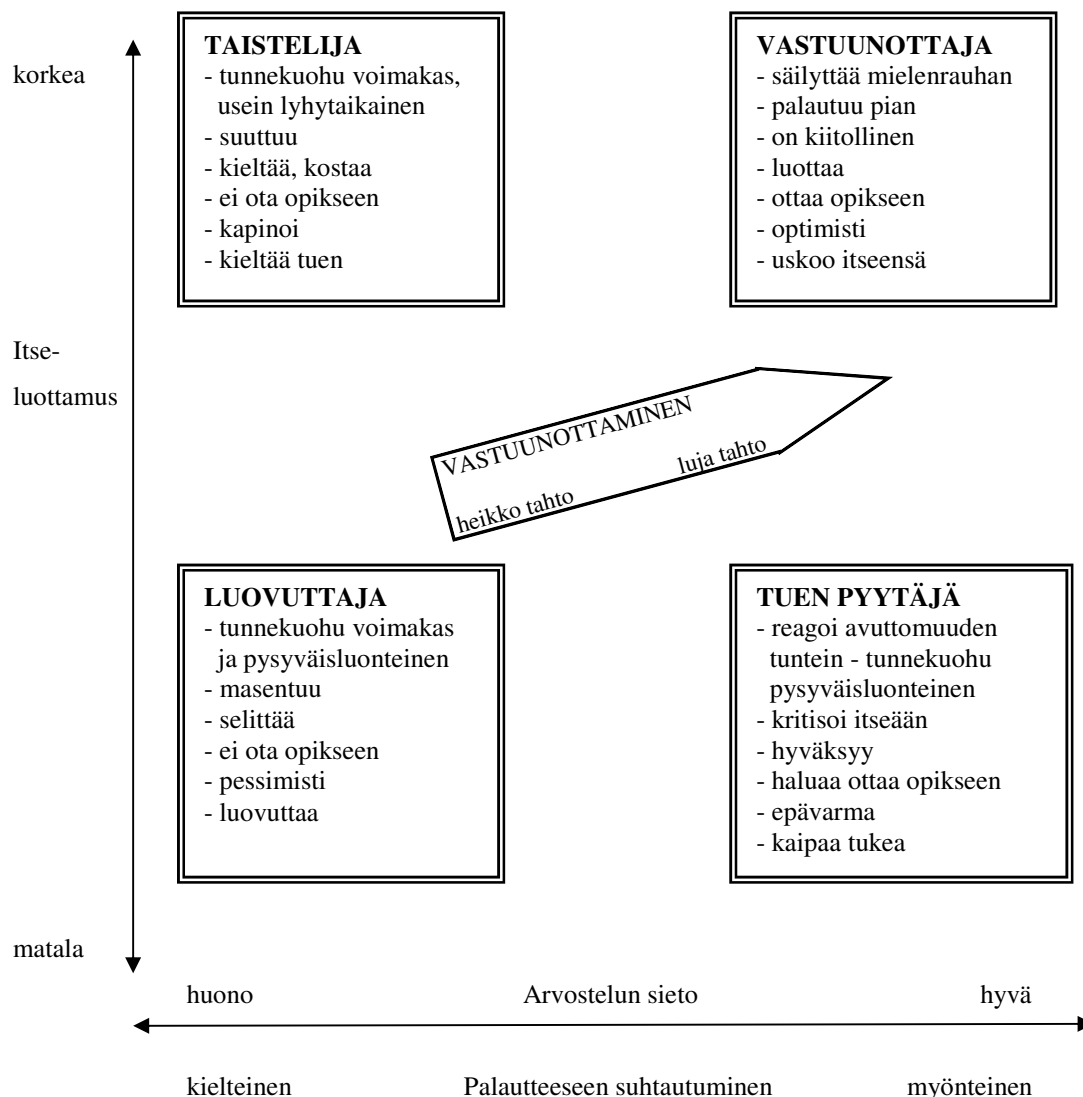 TAISTELIJA
- tunnekuohu voimakas,
usein lyhytaikainen
- suuttuu
- kieltää, kostaa
- ei ota opikseen
- kapinoi
- kieltää tuen
VASTUUNOTTAJA
- säilyttää mielenrauhan
- palautuu pian
- on kiitollinen
- luottaa
- ottaa opikseen
- optimisti
- uskoo itseensä
korkea
Itse-
luottamus
VASTUUNOTTAMINEN
luja tahto
heikko tahto
LUOVUTTAJA
- tunnekuohu voimakas
ja pysyväisluonteinen
- masentuu
- selittää
- ei ota opikseen
- pessimisti
- luovuttaa
TUEN PYYTÄJÄ
- reagoi avuttomuuden
tuntein - tunnekuohu
pysyväisluonteinen
- kritisoi itseään
- hyväksyy
- haluaa ottaa opikseen
- epävarma
- kaipaa tukea
matala
huono Arvostelun sieto hyvä
kielteinen Palautteeseen suhtautuminen myönteinen